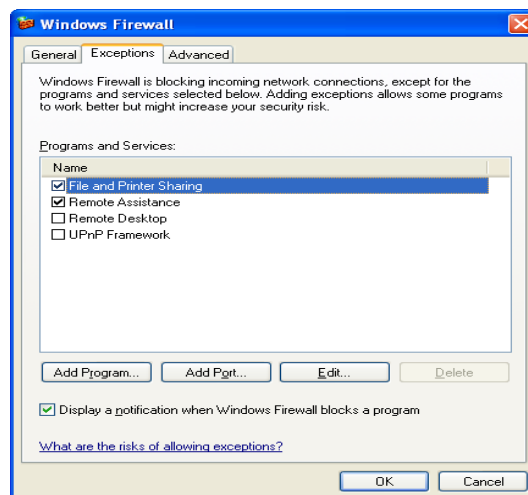 Windows Firewall
General Exceptions Advanced
Windows Firewall is blocking incoming network connections, except for the
programs and services selected below. Adding exceptions allows some programs
to work better but might increase your security risk.
Programs and Services:
Name
File and Printer Sharing
Remote Assistance
Remote Desktop
UPnP Framework
Add Program... Add Port... Edit... Delete
Display a notification when Windows Firewall blocks a program
What are the risks of allowing exceptions?
OK Cancel